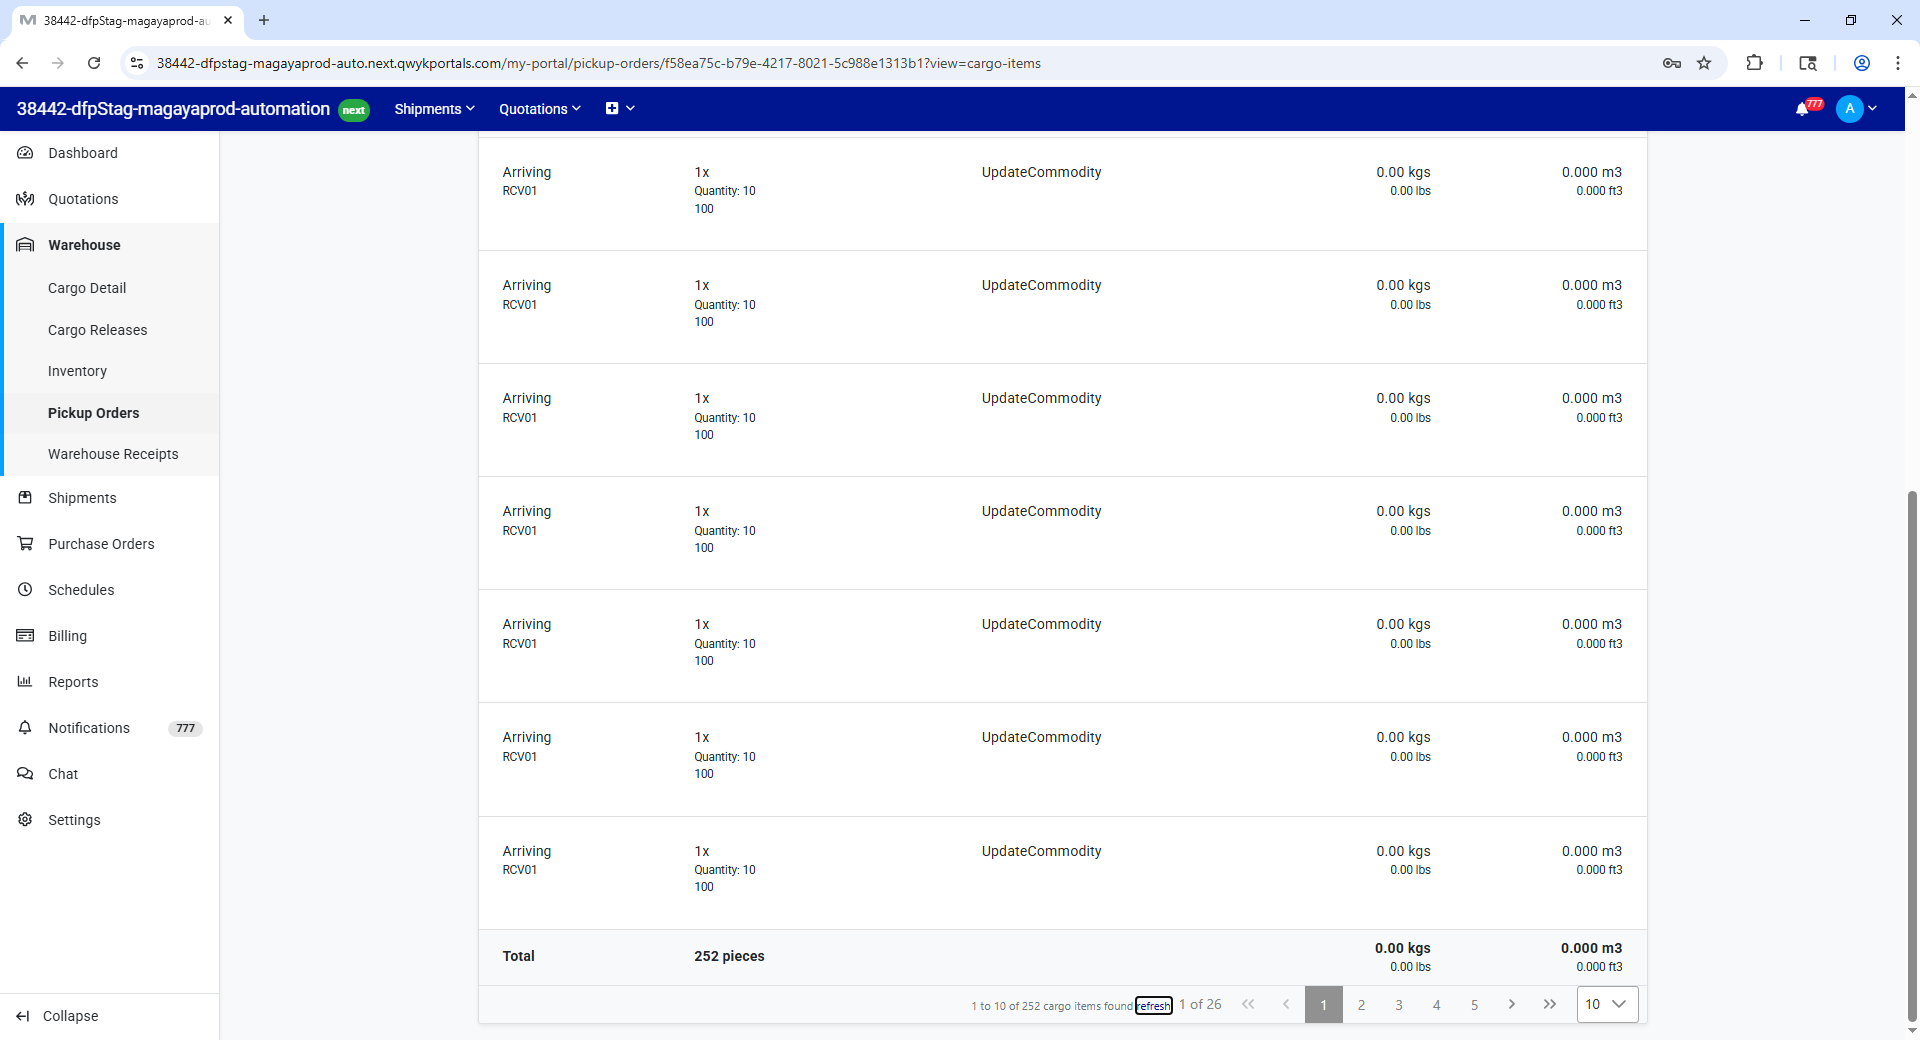 38442-dfpStag-magayaprod-au
38442-dfpstag-magayaprod-auto.next.qwykportals.com/my-portal/pickup-orders/f58ea75c-b79e-4217-8021-5c988e1313b1?view=cargo-items
38442-dfpStag-magayaprod-automation next Shipments Quotations 777 A
Dashboard
Quotations
Warehouse
Cargo Detail
Cargo Releases
Inventory
Pickup Orders
Warehouse Receipts
Shipments
Purchase Orders
Schedules
Billing
Reports
Notifications 777
Chat
Settings
Collapse
Arriving 1x UpdateCommodity 0.00 kgs 0.000 m3
RCV01 Quantity: 10 0.00 lbs 0.000 ft3
100
Arriving 1x UpdateCommodity 0.00 kgs 0.000 m3
RCV01 Quantity: 10 0.00 lbs 0.000 ft3
100
Arriving 1x UpdateCommodity 0.00 kgs 0.000 m3
RCV01 Quantity: 10 0.00 lbs 0.000 ft3
100
Arriving 1x UpdateCommodity 0.00 kgs 0.000 m3
RCV01 Quantity: 10 0.00 lbs 0.000 ft3
100
Arriving 1x UpdateCommodity 0.00 kgs 0.000 m3
RCV01 Quantity: 10 0.00 lbs 0.000 ft3
100
Arriving 1x UpdateCommodity 0.00 kgs 0.000 m3
RCV01 Quantity: 10 0.00 lbs 0.000 ft3
100
Arriving 1x UpdateCommodity 0.00 kgs 0.000 m3
RCV01 Quantity: 10 0.00 lbs 0.000 ft3
100
Total 252 pieces 0.00 kgs 0.000 m3
0.00 lbs 0.000 ft3
1 to 10 of 252 cargo items found refresh 1 of 26 1 2 3 4 5 10